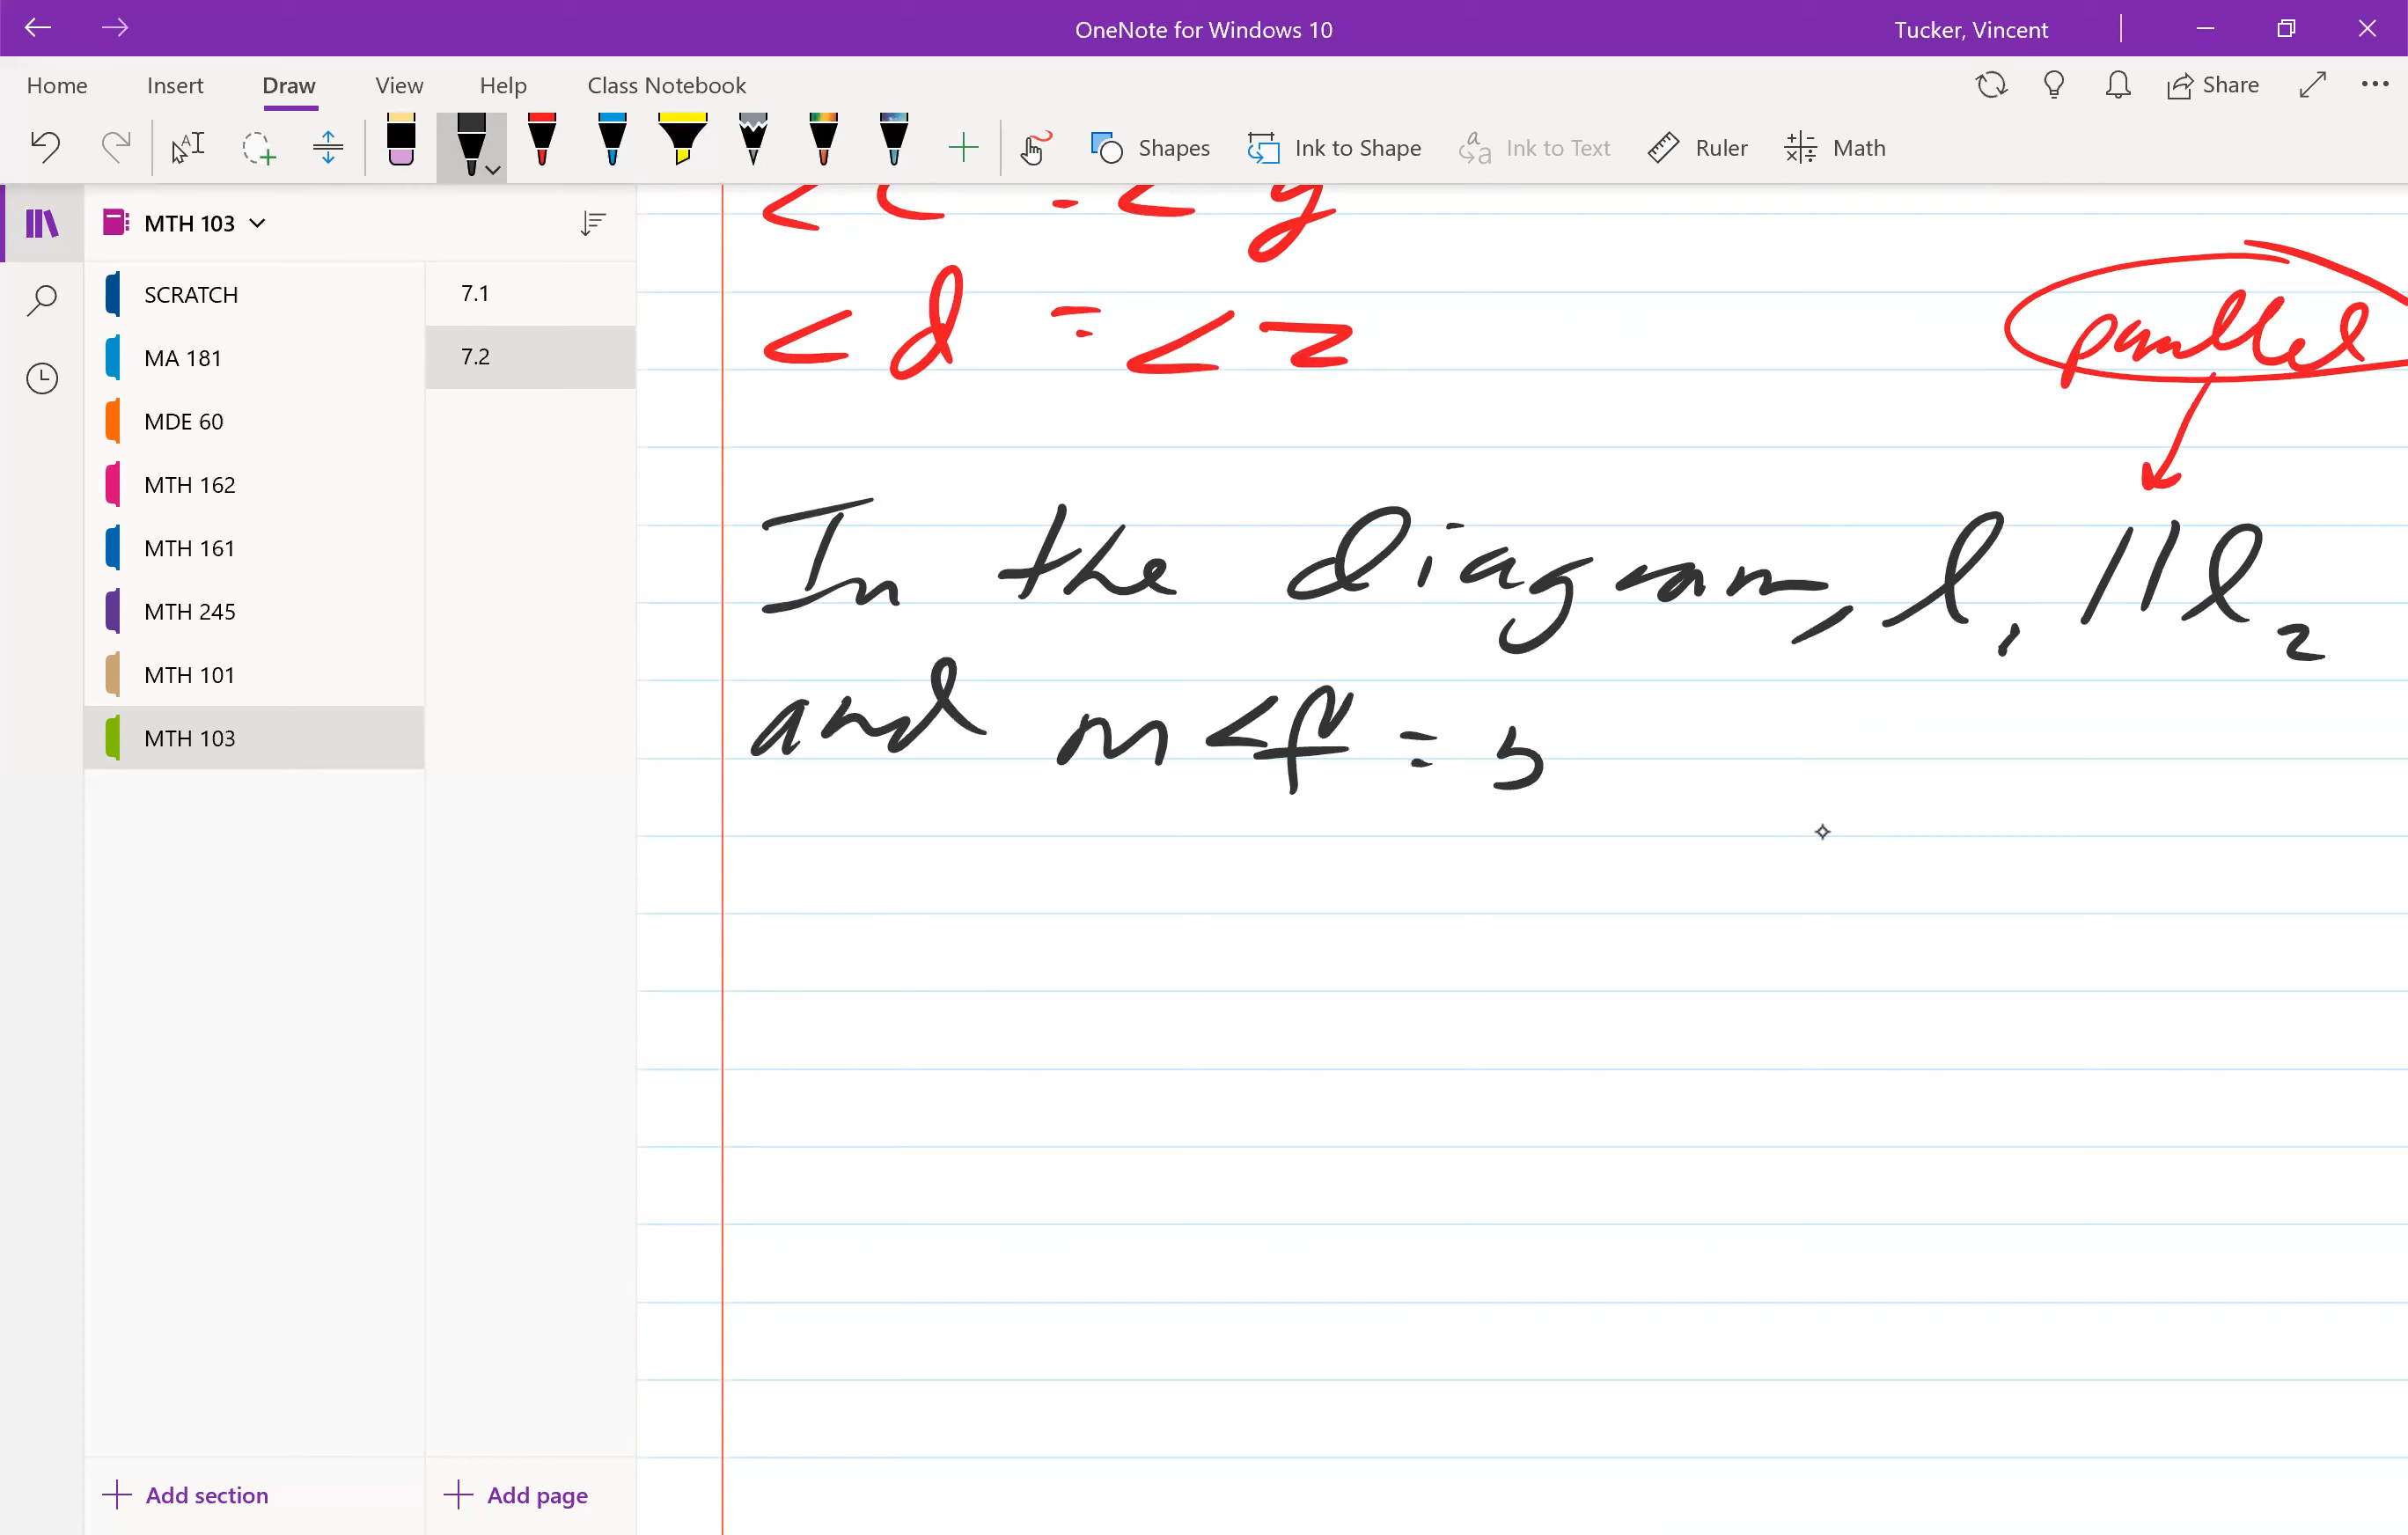 OneNote for Windows 10
Tucker, Vincent
Home Insert Draw View Help Class Notebook
Share
Shapes Ink to Shape Ink to Text Ruler Math
MTH 103
SCRATCH
MA 181
MDE 60
MTH 162
MTH 161
MTH 245
MTH 101
MTH 103
7.1
7.2
<c = <y
<d = <z
parallel
In the diagram, l₁ // l₂
and m<f = 5
Add section
Add page